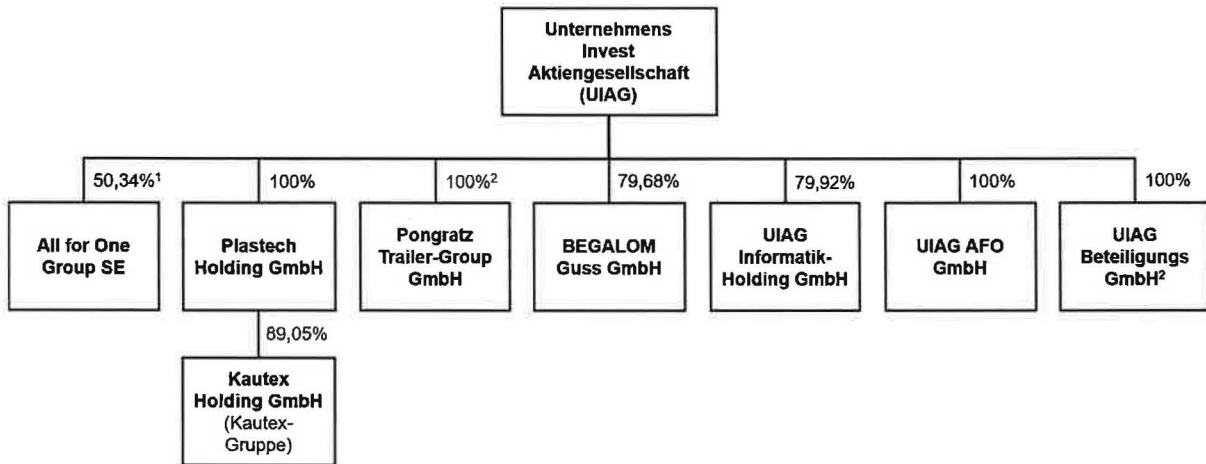 Unternehmens
Invest
Aktiengesellschaft
(UIAG)
50,34%¹
100%
100%²
79,68%
79,92%
100%
100%
All for One
Group SE
Plastech
Holding GmbH
Pongratz
Trailer-Group
GmbH
BEGALOM
Guss GmbH
UIAG
Informatik-
Holding GmbH
UIAG AFO
GmbH
UIAG
Beteiligungs
GmbH²
89,05%
Kautex
Holding GmbH
(Kautex-
Gruppe)